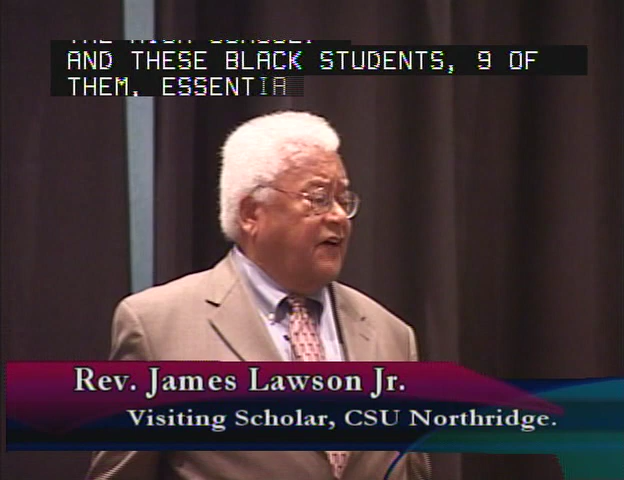 AND THESE BLACK STUDENTS, 9 OF
THEM, ESSENTIA
Rev. James Lawson Jr.
Visiting Scholar, CSU Northridge.